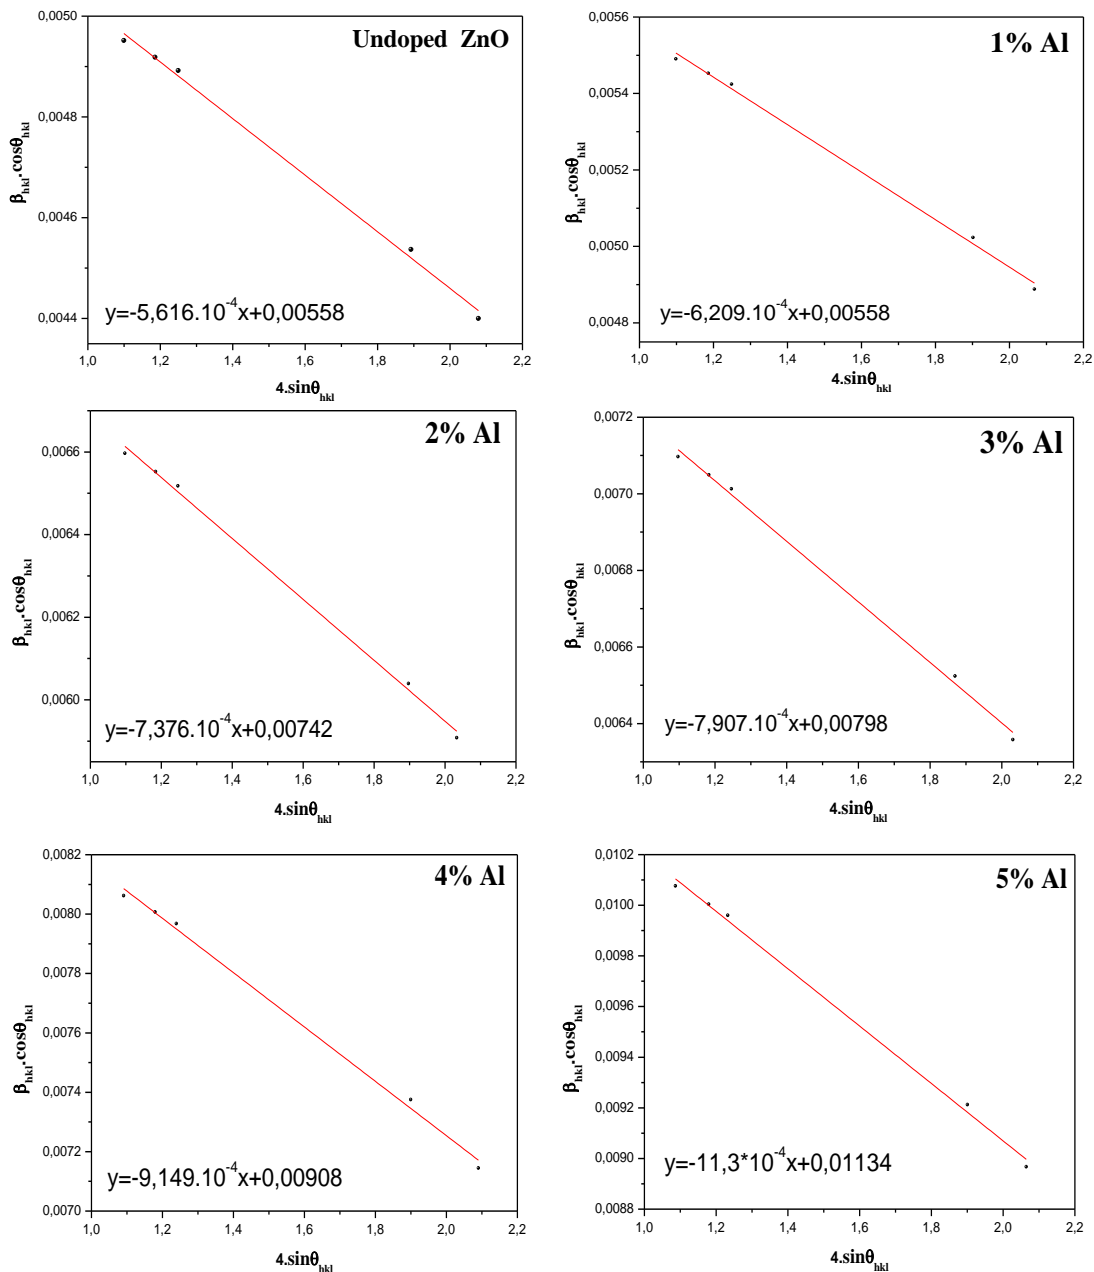 Undoped ZnO
0,0050
0,0048
0,0046
0,0044
β_hkl.cosθ_hkl
y=-5,616.10^-4x+0,00558
1,0 1,2 1,4 1,6 1,8 2,0 2,2
4.sinθ_hkl
1% Al
0,0056
0,0054
0,0052
0,0050
0,0048
β_hkl.cosθ_hkl
y=-6,209.10^-4x+0,00558
1,0 1,2 1,4 1,6 1,8 2,0 2,2
4.sinθ_hkl
2% Al
0,0066
0,0064
0,0062
0,0060
β_hkl.cosθ_hkl
y=-7,376.10^-4x+0,00742
1,0 1,2 1,4 1,6 1,8 2,0 2,2
4.sinθ_hkl
3% Al
0,0072
0,0070
0,0068
0,0066
0,0064
β_hkl.cosθ_hkl
y=-7,907.10^-4x+0,00798
1,0 1,2 1,4 1,6 1,8 2,0 2,2
4.sinθ_hkl
4% Al
0,0082
0,0080
0,0078
0,0076
0,0074
0,0072
0,0070
β_hkl.cosθ_hkl
y=-9,149.10^-4x+0,00908
1,0 1,2 1,4 1,6 1,8 2,0 2,2
4.sinθ_hkl
5% Al
0,0102
0,0100
0,0098
0,0096
0,0094
0,0092
0,0090
0,0088
β_hkl.cosθ_hkl
y=-11,3*10^-4x+0,01134
1,0 1,2 1,4 1,6 1,8 2,0 2,2
4.sinθ_hkl